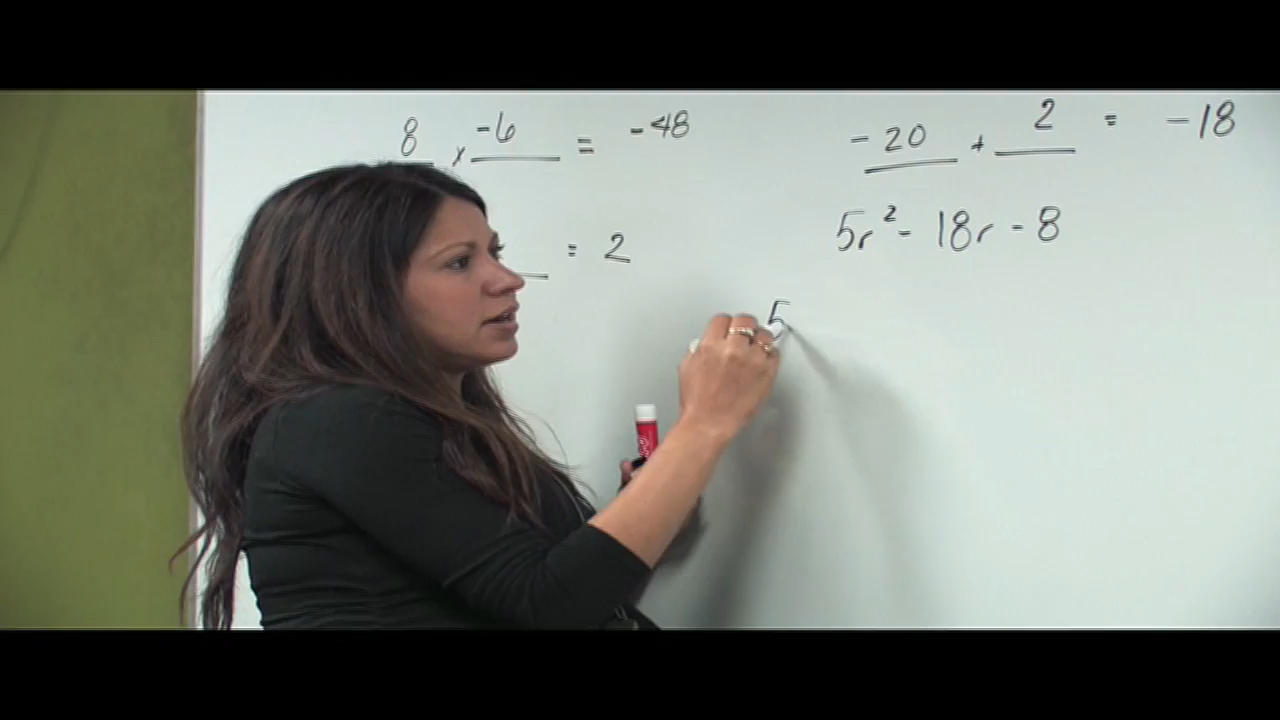 8 × -6 = -48
= 2
-20 + 2 = -18
5r² - 18r - 8
5